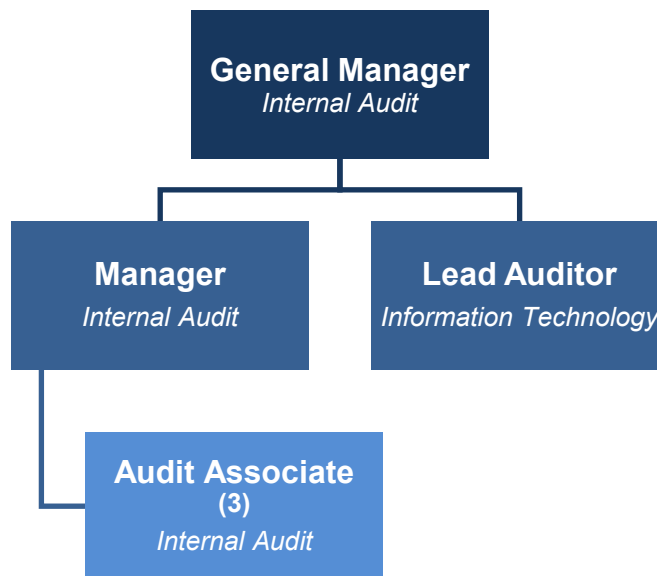 General Manager
Internal Audit
Manager
Internal Audit
Lead Auditor
Information Technology
Audit Associate
(3)
Internal Audit